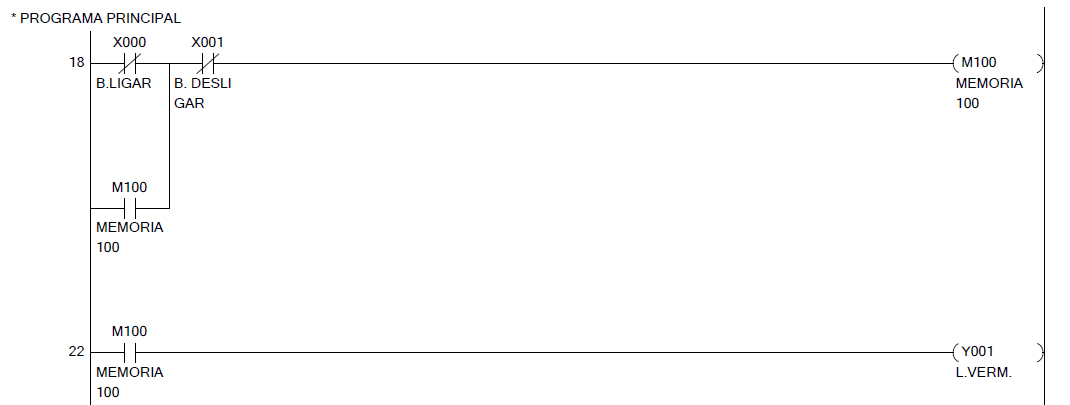 * PROGRAMA PRINCIPAL
X000 X001
18 M100
B.LIGAR B. DESLI MEMORIA
GAR 100
M100
MEMORIA
100
M100
22 Y001
MEMORIA L.VERM.
100